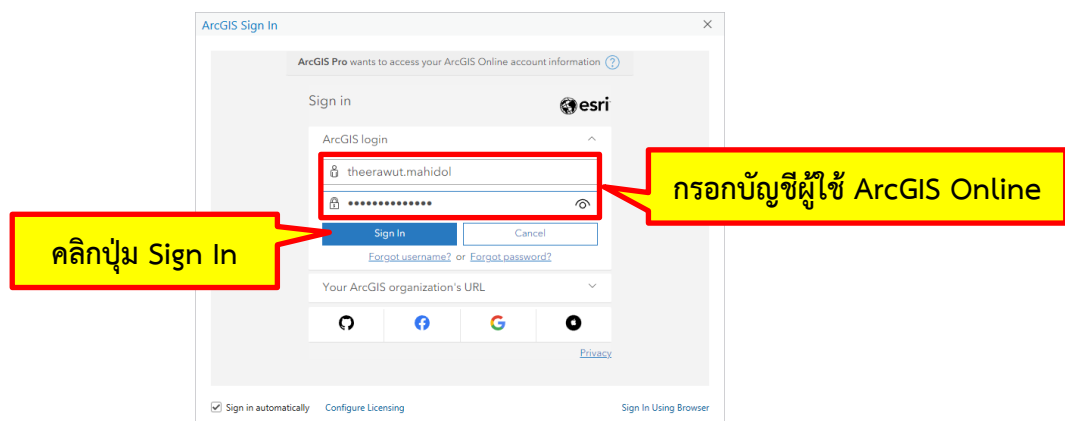 ArcGIS Sign In
ArcGIS Pro wants to access your ArcGIS Online account information ?
Sign in
esri
ArcGIS login
theerawut.mahidol
••••••••••••••
กรอกบัญชีผู้ใช้ ArcGIS Online
คลิกปุ่ม Sign In
Sign In Cancel
Forgot username? or Forgot password?
Your ArcGIS organization's URL
Privacy
Sign in automatically Configure Licensing Sign In Using Browser